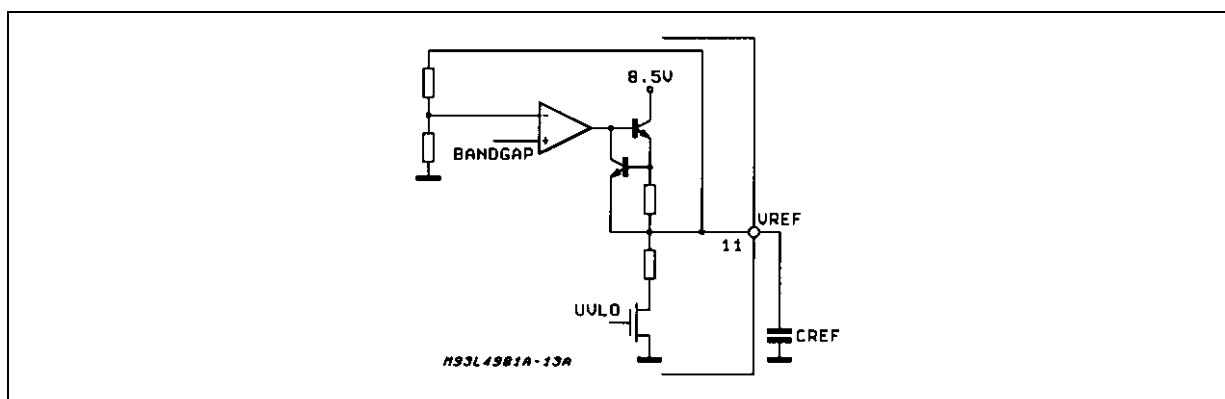 8.5V
BANDGAP
VREF
11
UVLO
CREF
M93L4981A-13A